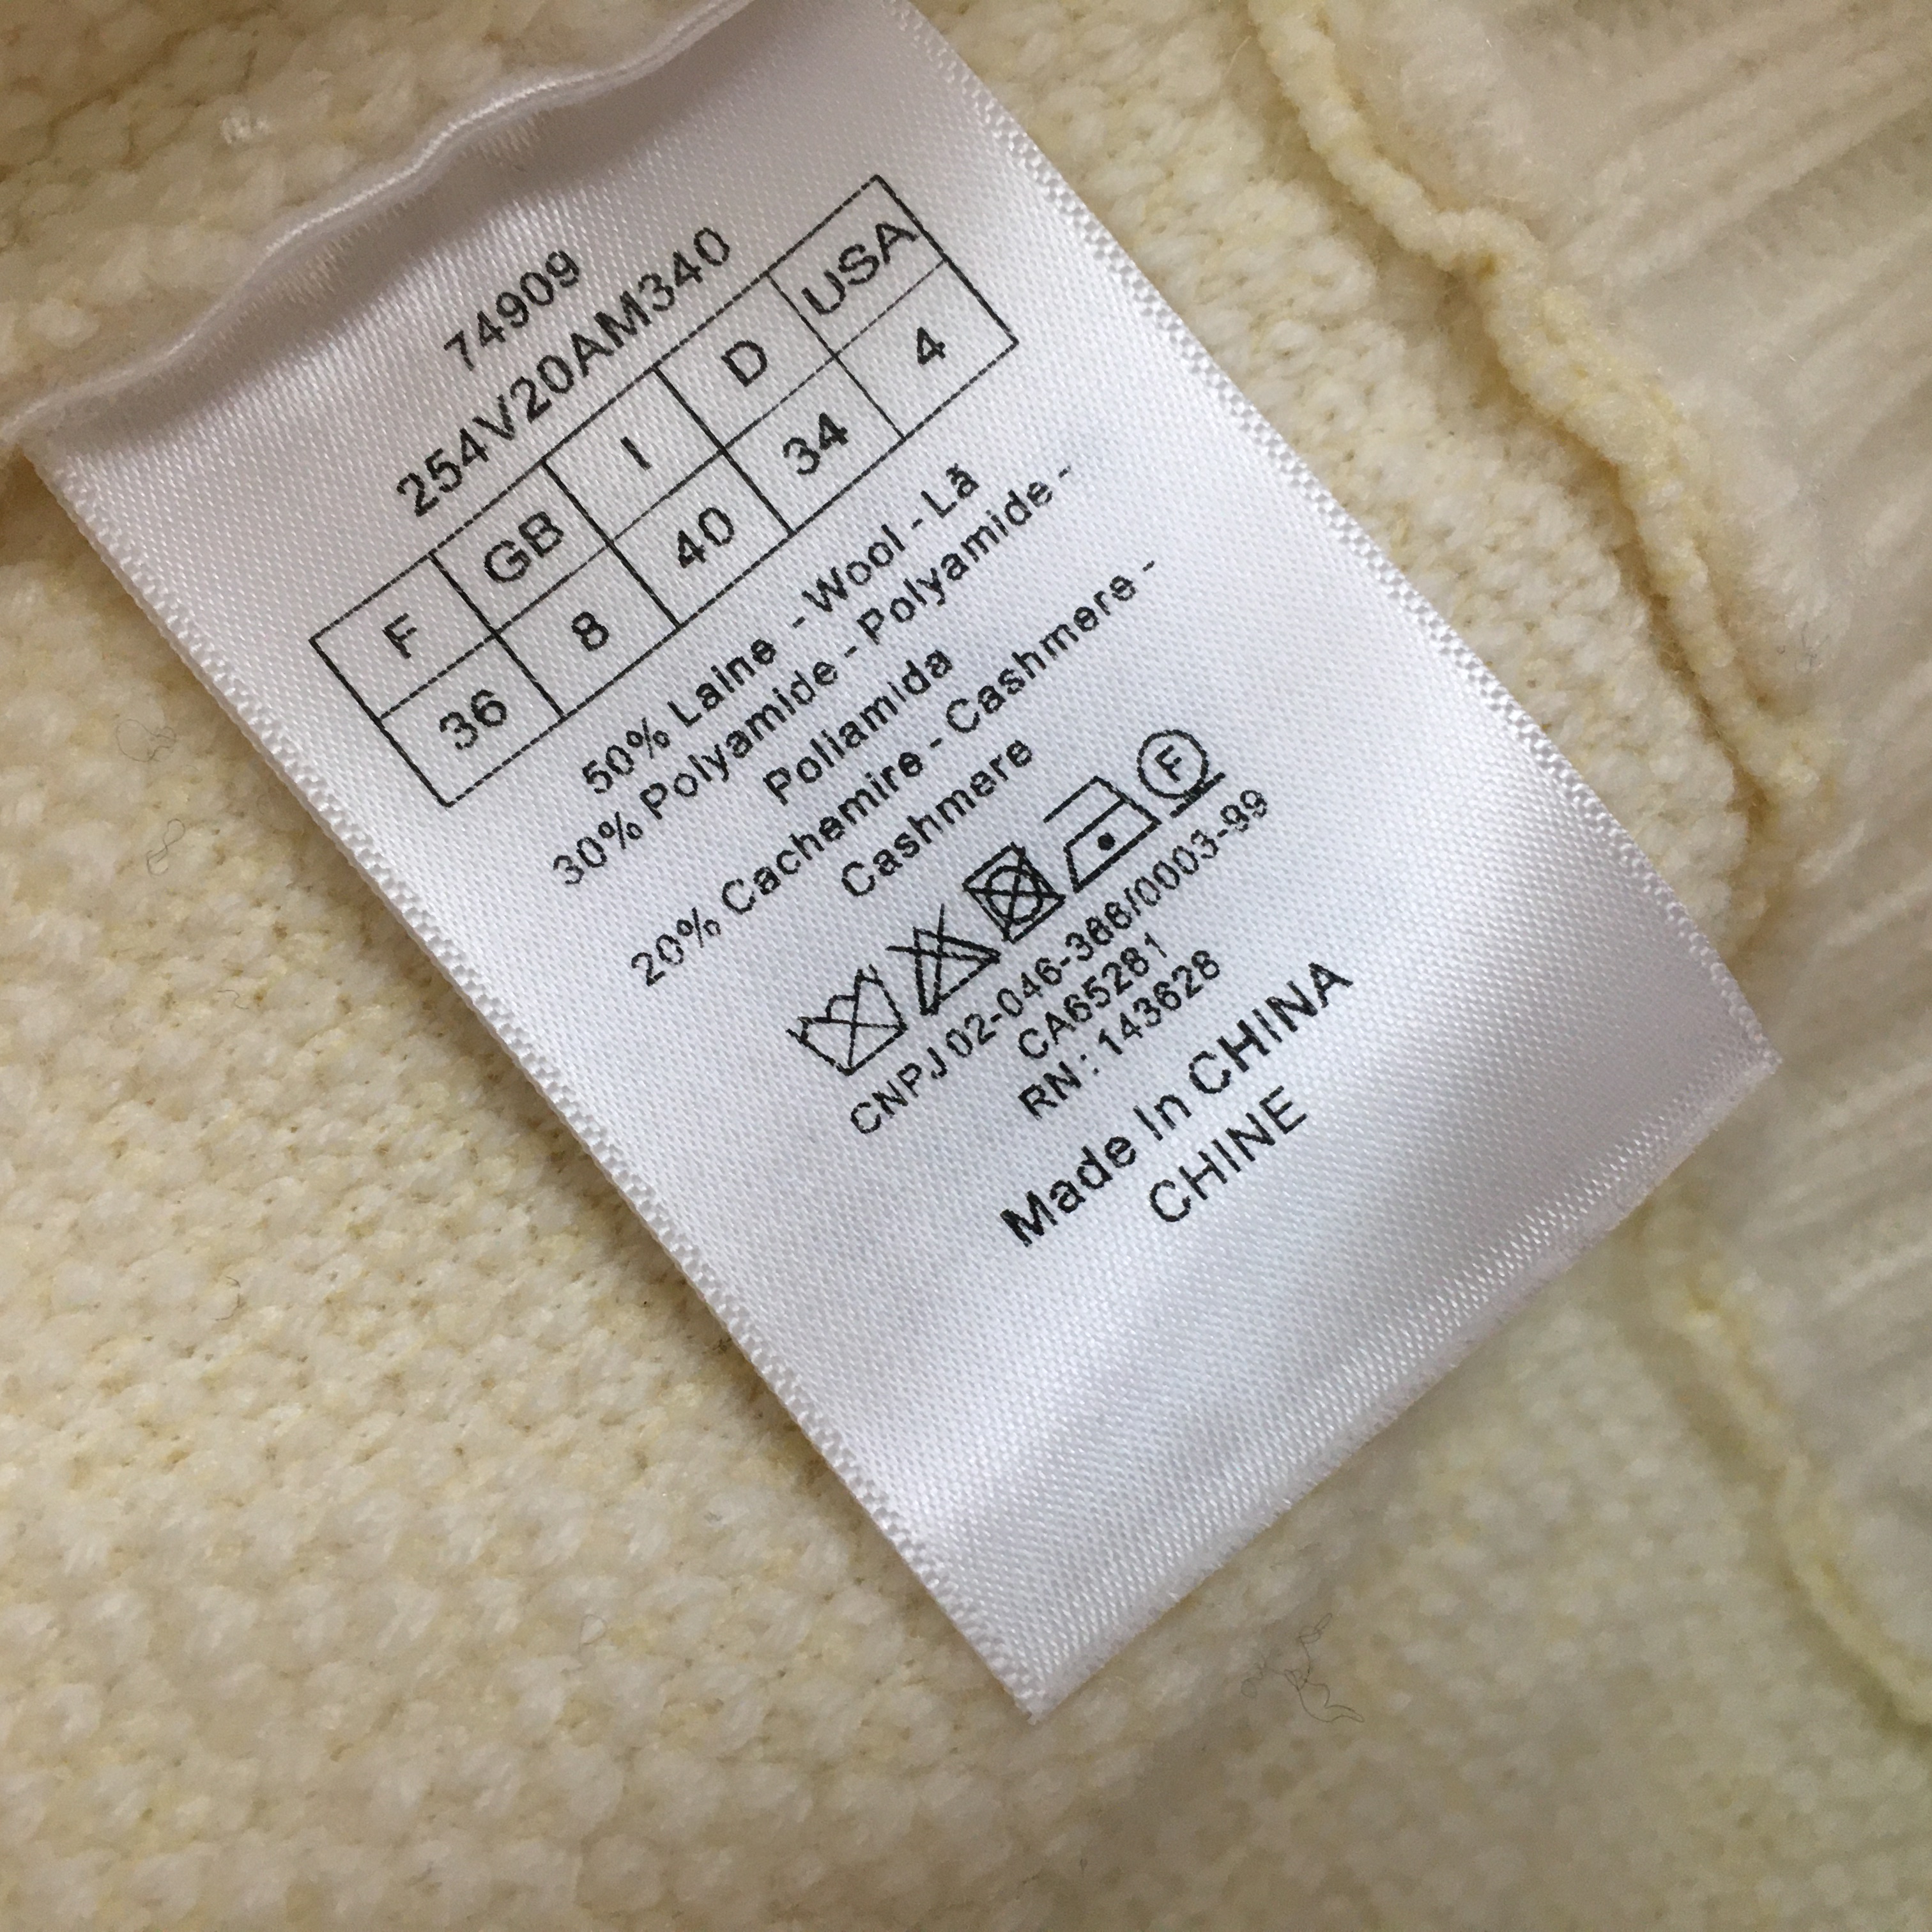 74909
254V20AM340
F GB I D USA
36 8 40 34 4
50% Laine - Wool - Lã
30% Polyamide - Polyamide -
Poliamida
20% Cachemire - Cashmere -
Cashmere
F
CNPJ 02-046-366/0003-99
CA65281
RN : 143628
Made In CHINA
CHINE